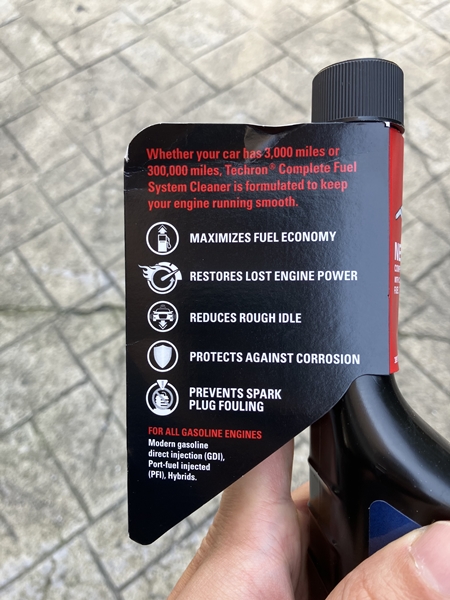 Whether your car has 3,000 miles or
300,000 miles, Techron® Complete Fuel
System Cleaner is formulated to keep
your engine running smooth.
MAXIMIZES FUEL ECONOMY
RESTORES LOST ENGINE POWER
REDUCES ROUGH IDLE
PROTECTS AGAINST CORROSION
PREVENTS SPARK
PLUG FOULING
FOR ALL GASOLINE ENGINES
Modern gasoline
direct injection (GDI),
Port-fuel injected
(PFI), Hybrids.